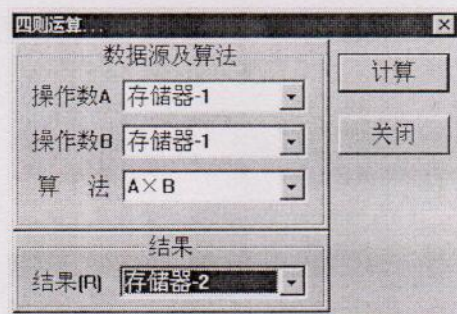 四则运算...
数据源及算法
操作数A 存储器-1
操作数B 存储器-1
算 法 A×B
结果
结果(R) 存储器-2
计算
关闭